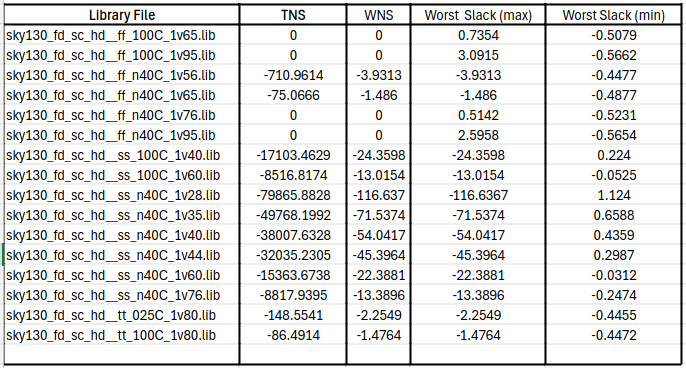 Library File TNS WNS Worst Slack (max) Worst Slack (min)
sky130_fd_sc_hd__ff_100C_1v65.lib 0 0 0.7354 -0.5079
sky130_fd_sc_hd__ff_100C_1v95.lib 0 0 3.0915 -0.5662
sky130_fd_sc_hd__ff_n40C_1v56.lib -710.9614 -3.9313 -3.9313 -0.4477
sky130_fd_sc_hd__ff_n40C_1v65.lib -75.0666 -1.486 -1.486 -0.4877
sky130_fd_sc_hd__ff_n40C_1v76.lib 0 0 0.5142 -0.5231
sky130_fd_sc_hd__ff_n40C_1v95.lib 0 0 2.5958 -0.5654
sky130_fd_sc_hd__ss_100C_1v40.lib -17103.4629 -24.3598 -24.3598 0.224
sky130_fd_sc_hd__ss_100C_1v60.lib -8516.8174 -13.0154 -13.0154 -0.0525
sky130_fd_sc_hd__ss_n40C_1v28.lib -79865.8828 -116.637 -116.6367 1.124
sky130_fd_sc_hd__ss_n40C_1v35.lib -49768.1992 -71.5374 -71.5374 0.6588
sky130_fd_sc_hd__ss_n40C_1v40.lib -38007.6328 -54.0417 -54.0417 0.4359
sky130_fd_sc_hd__ss_n40C_1v44.lib -32035.2305 -45.3964 -45.3964 0.2987
sky130_fd_sc_hd__ss_n40C_1v60.lib -15363.6738 -22.3881 -22.3881 -0.0312
sky130_fd_sc_hd__ss_n40C_1v76.lib -8817.9395 -13.3896 -13.3896 -0.2474
sky130_fd_sc_hd__tt_025C_1v80.lib -148.5541 -2.2549 -2.2549 -0.4455
sky130_fd_sc_hd__tt_100C_1v80.lib -86.4914 -1.4764 -1.4764 -0.4472